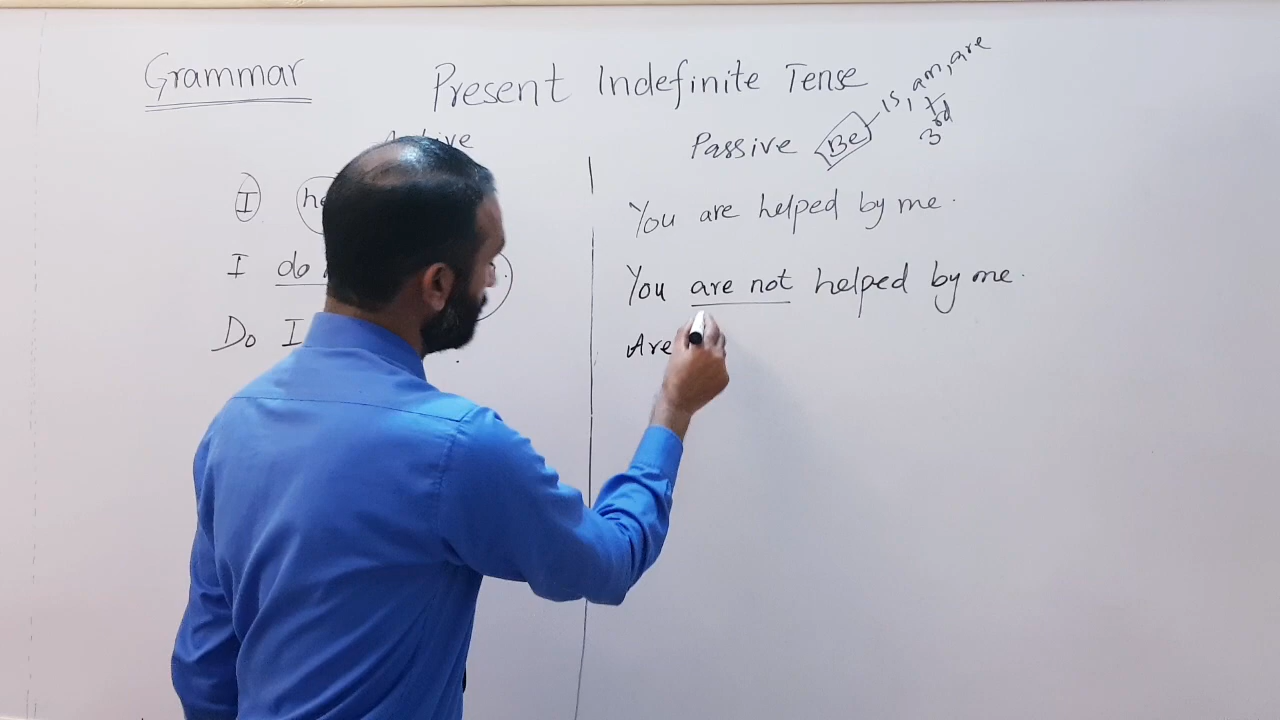 Grammar
Present Indefinite Tense
Passive Be is, am, are
+
3rd
I
You are helped by me.
I do
You are not helped by me.
Do I
Are